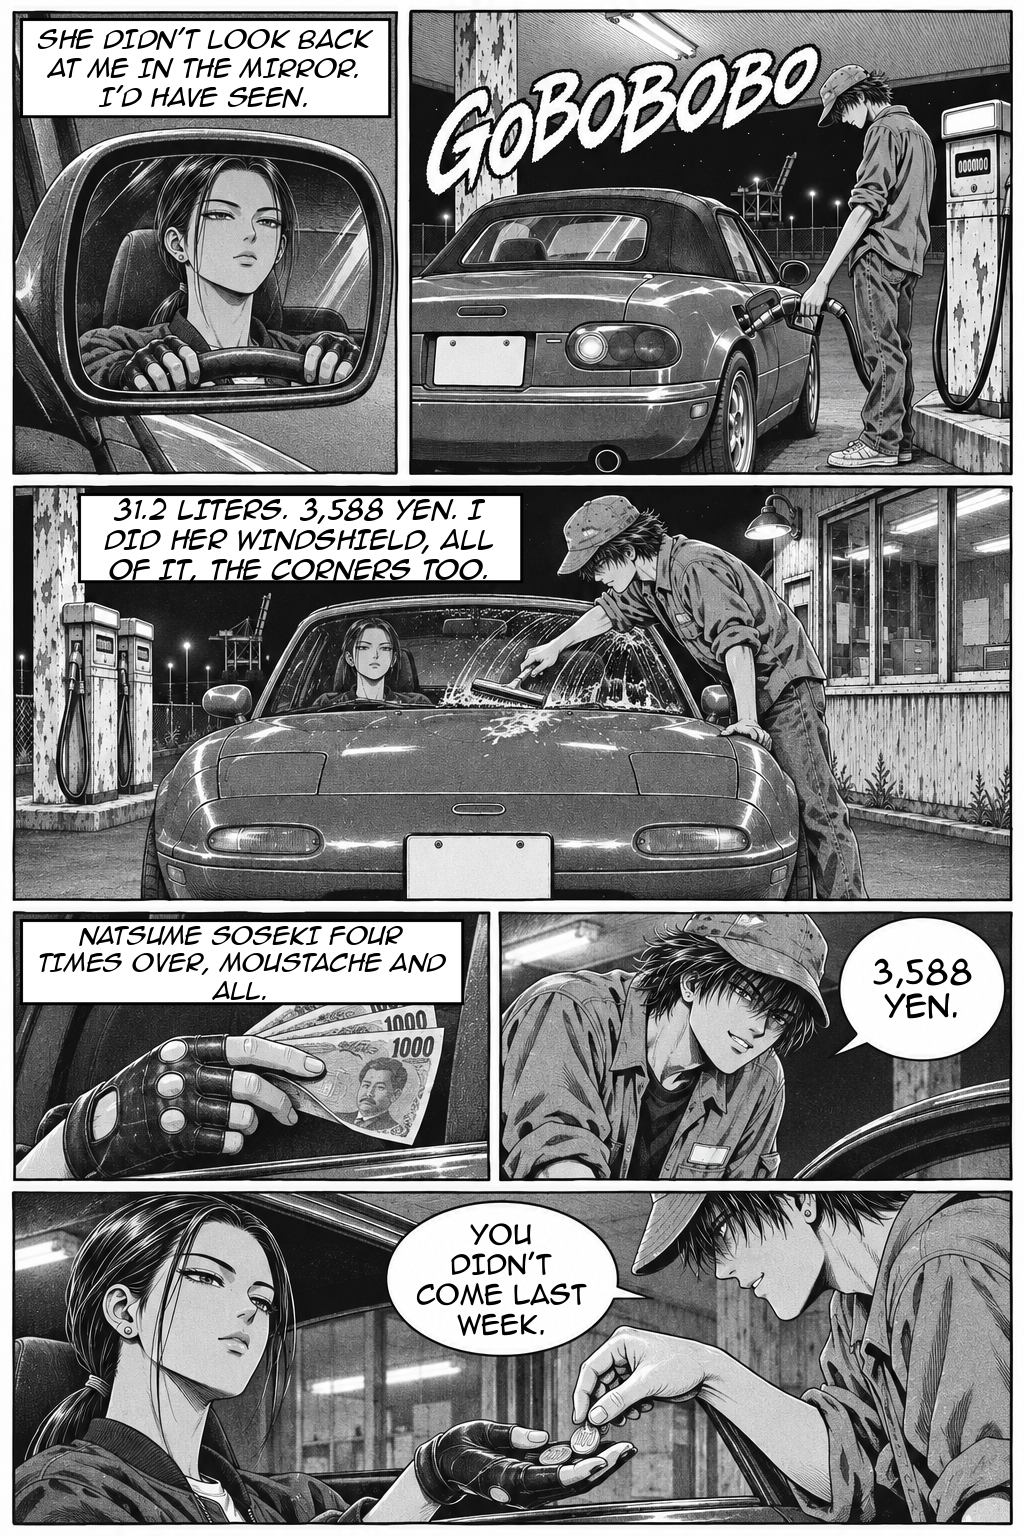 SHE DIDN'T LOOK BACK
AT ME IN THE MIRROR.
I'D HAVE SEEN.
GOBOBOBO
31.2 LITERS. 3,588 YEN. I
DID HER WINDSHIELD, ALL
OF IT, THE CORNERS TOO.
NATSUME SOSEKI FOUR
TIMES OVER, MOUSTACHE AND
ALL.
1000
1000
3,588
YEN.
YOU
DIDN'T
COME LAST
WEEK.
100